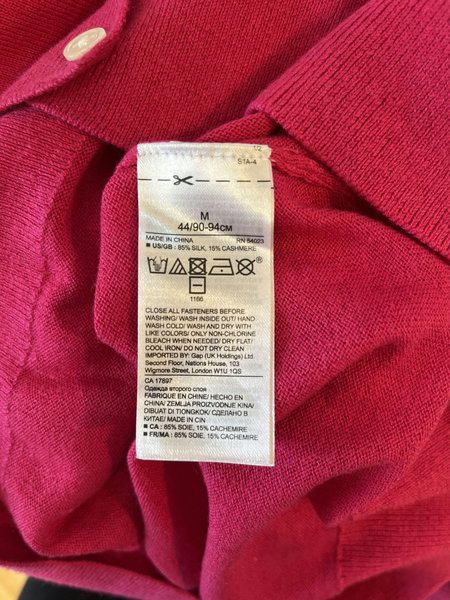 1/2
S1A-4
M
44/90-94CM
MADE IN CHINA RN 54023
■ US/GB : 85% SILK, 15% CASHMERE
®
1166
CLOSE ALL FASTENERS BEFORE
WASHING/ WASH INSIDE OUT/ HAND
WASH COLD/ WASH AND DRY WITH
LIKE COLORS/ ONLY NON-CHLORINE
BLEACH WHEN NEEDED/ DRY FLAT/
COOL IRON/ DO NOT DRY CLEAN
IMPORTED BY: Gap (UK Holdings) Ltd.
Second Floor, Nations House, 103
Wigmore Street, London W1U 1QS
CA 17897
Одежда второго слоя
FABRIQUE EN CHINE/ HECHO EN
CHINA/ ZEMLJA PROIZVODNJE KINA/
DIBUAT DI TIONGKOK/ СДЕЛАНО В
КИТАЕ/ MADE IN CIN
■ CA : 85% SOIE, 15% CACHEMIRE
■ FR/MA : 85% SOIE, 15% CACHEMIRE